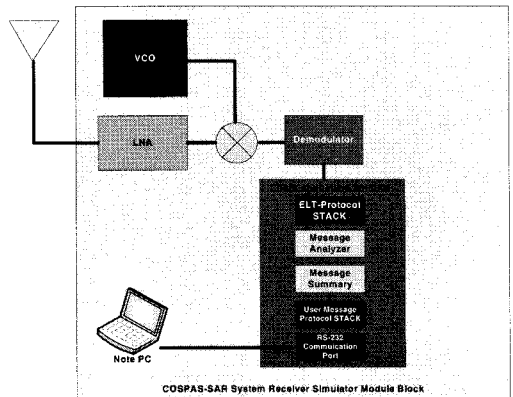 VCO
LNA
Demodulator
ELT-Protocol
STACK
Message
Analyzer
Message
Summary
User Message
Protocol STACK
RS-232
Commuication
Port
Note PC
COSPAS-SAR System Receiver Simulator Module Block